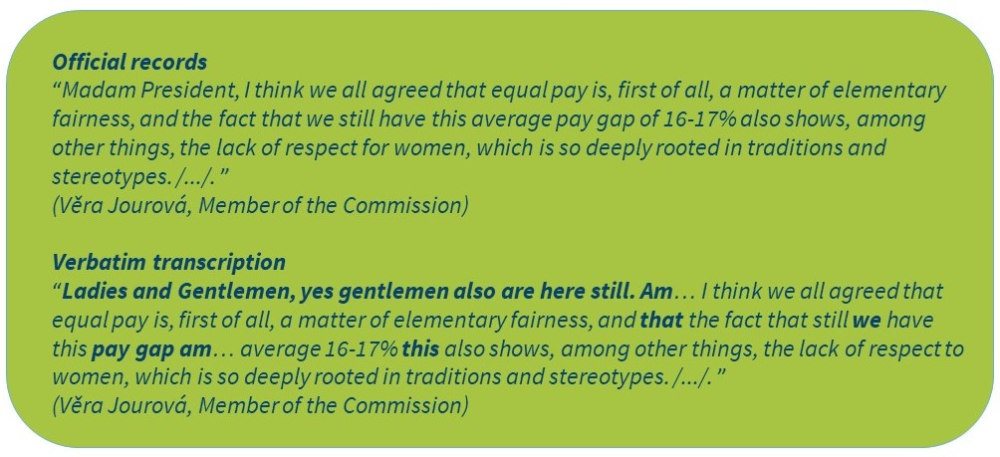 Official records
“Madam President, I think we all agreed that equal pay is, first of all, a matter of elementary
fairness, and the fact that we still have this average pay gap of 16-17% also shows, among
other things, the lack of respect for women, which is so deeply rooted in traditions and
stereotypes. /.../. ”
(Věra Jourová, Member of the Commission)
Verbatim transcription
“Ladies and Gentlemen, yes gentlemen also are here still. Am… I think we all agreed that
equal pay is, first of all, a matter of elementary fairness, and that the fact that still we have
this pay gap am… average 16-17% this also shows, among other things, the lack of respect to
women, which is so deeply rooted in traditions and stereotypes. /.../. ”
(Věra Jourová, Member of the Commission)